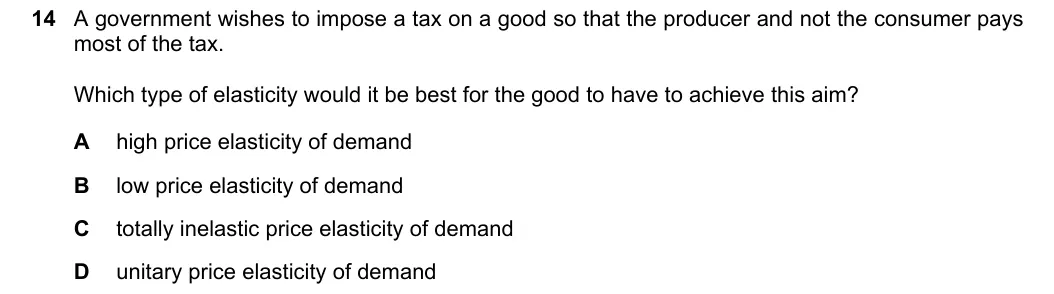 14 A government wishes to impose a tax on a good so that the producer and not the consumer pays
most of the tax.
Which type of elasticity would it be best for the good to have to achieve this aim?
A high price elasticity of demand
B low price elasticity of demand
C totally inelastic price elasticity of demand
D unitary price elasticity of demand